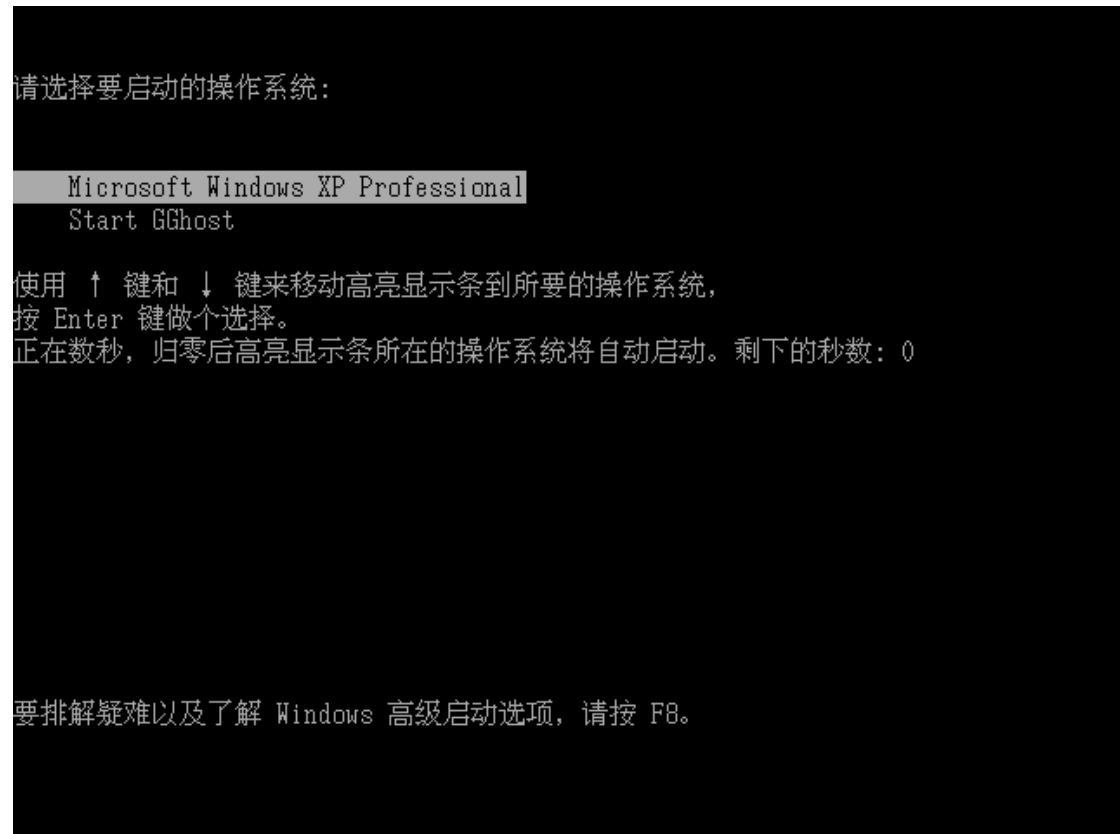 请选择要启动的操作系统:
Microsoft Windows XP Professional
Start GGhost
使用 ↑ 键和 ↓ 键来移动高亮显示条到所要的操作系统,
按 Enter 键做个选择。
正在数秒, 归零后高亮显示条所在的操作系统将自动启动。剩下的秒数: 0
要排解疑难以及了解 Windows 高级启动选项, 请按 F8。